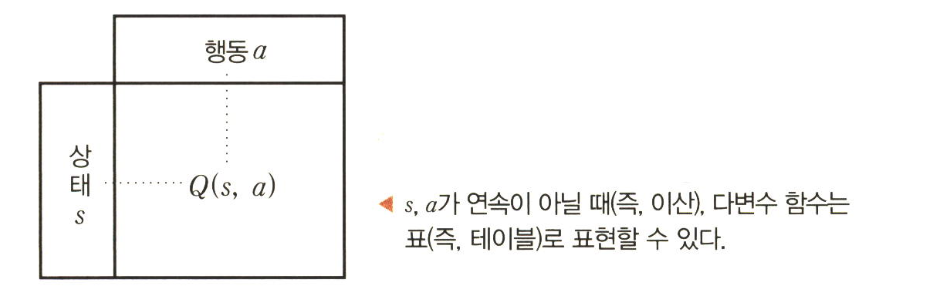 행동 a
상
태
s
Q(s, a)
◀ s, a가 연속이 아닐 때(즉, 이산), 다변수 함수는
표(즉, 테이블)로 표현할 수 있다.